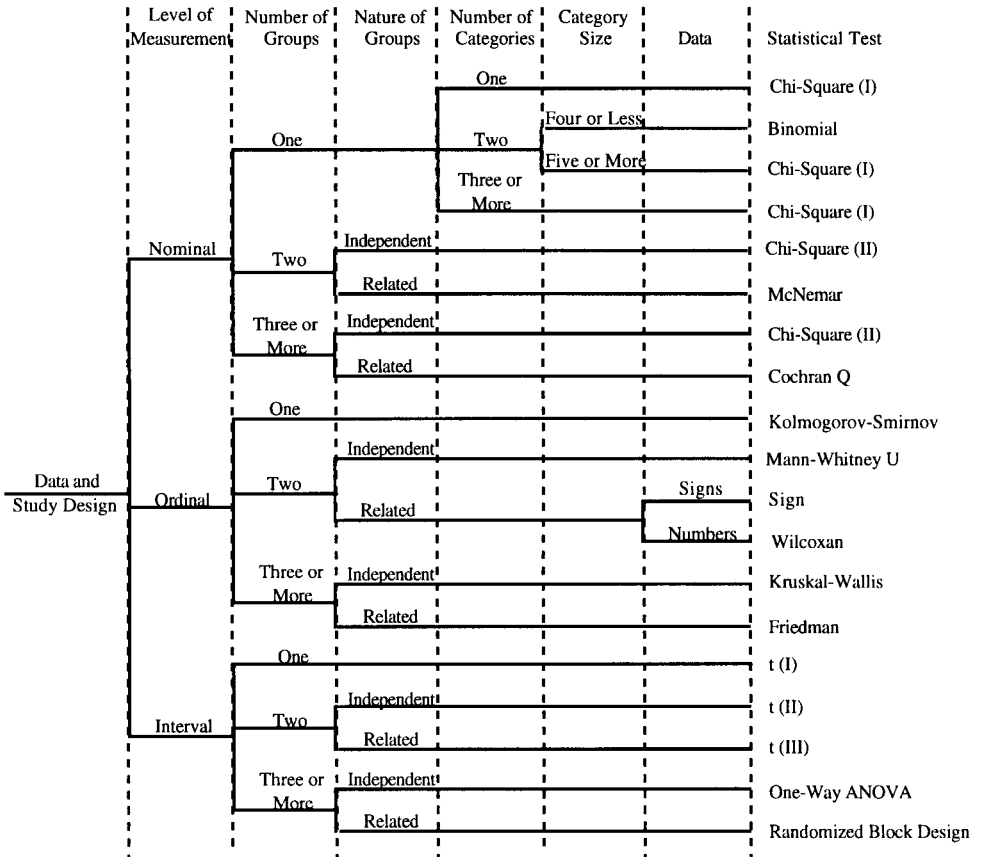 Level of Measurement
Number of Groups
Nature of Groups
Number of Categories
Category Size
Data
Statistical Test
One
Chi-Square (I)
Four or Less
Binomial
One
Two
Five or More
Chi-Square (I)
Three or More
Chi-Square (I)
Nominal
Independent
Chi-Square (II)
Two
Related
McNemar
Three or More
Independent
Chi-Square (II)
Related
Cochran Q
One
Kolmogorov-Smirnov
Independent
Mann-Whitney U
Data and Study Design
Ordinal
Two
Related
Signs
Sign
Numbers
Wilcoxan
Three or More
Independent
Kruskal-Wallis
Related
Friedman
One
t (I)
Interval
Two
Independent
t (II)
Related
t (III)
Three or More
Independent
One-Way ANOVA
Related
Randomized Block Design